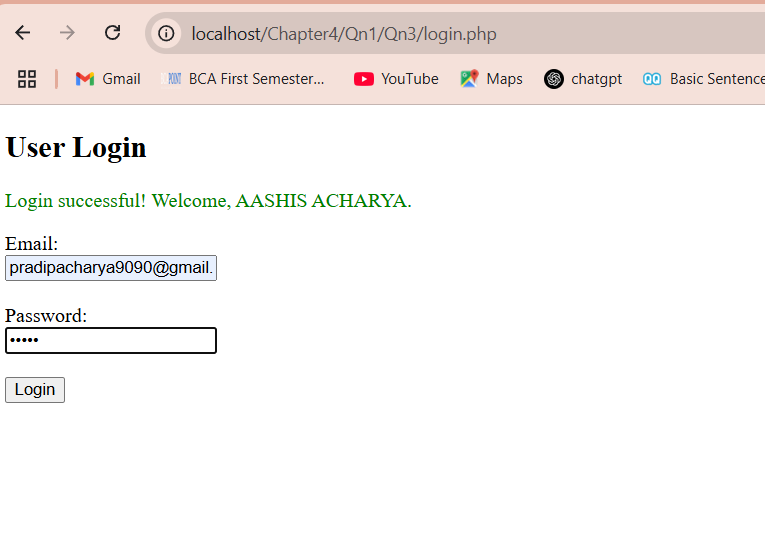 localhost/Chapter4/Qn1/Qn3/login.php
Gmail BCA First Semester... YouTube Maps chatgpt Basic Sentence
User Login
Login successful! Welcome, AASHIS ACHARYA.
Email:
pradipacharya9090@gmail.
Password:
•••••
Login